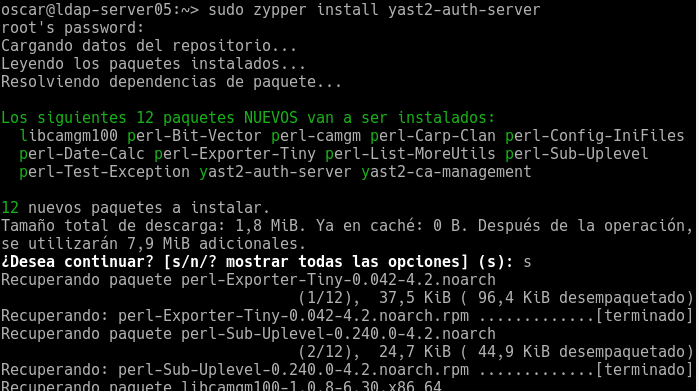 oscar@ldap-server05:~> sudo zypper install yast2-auth-server
root's password:
Cargando datos del repositorio...
Leyendo los paquetes instalados...
Resolviendo dependencias de paquete...
Los siguientes 12 paquetes NUEVOS van a ser instalados:
libcamgm100 perl-Bit-Vector perl-camgm perl-Carp-Clan perl-Config-IniFiles
perl-Date-Calc perl-Exporter-Tiny perl-List-MoreUtils perl-Sub-Uplevel
perl-Test-Exception yast2-auth-server yast2-ca-management
12 nuevos paquetes a instalar.
Tamaño total de descarga: 1,8 MiB. Ya en caché: 0 B. Después de la operación,
se utilizarán 7,9 MiB adicionales.
¿Desea continuar? [s/n/? mostrar todas las opciones] (s): s
Recuperando paquete perl-Exporter-Tiny-0.042-4.2.noarch
(1/12),  37,5 KiB ( 96,4 KiB desempaquetado)
Recuperando: perl-Exporter-Tiny-0.042-4.2.noarch.rpm .............[terminado]
Recuperando paquete perl-Sub-Uplevel-0.240.0-4.2.noarch
(2/12),  24,7 KiB ( 44,9 KiB desempaquetado)
Recuperando: perl-Sub-Uplevel-0.240.0-4.2.noarch.rpm .............[terminado]
Recuperando paquete libcamgm100-1.0.8-6.30.x86_64